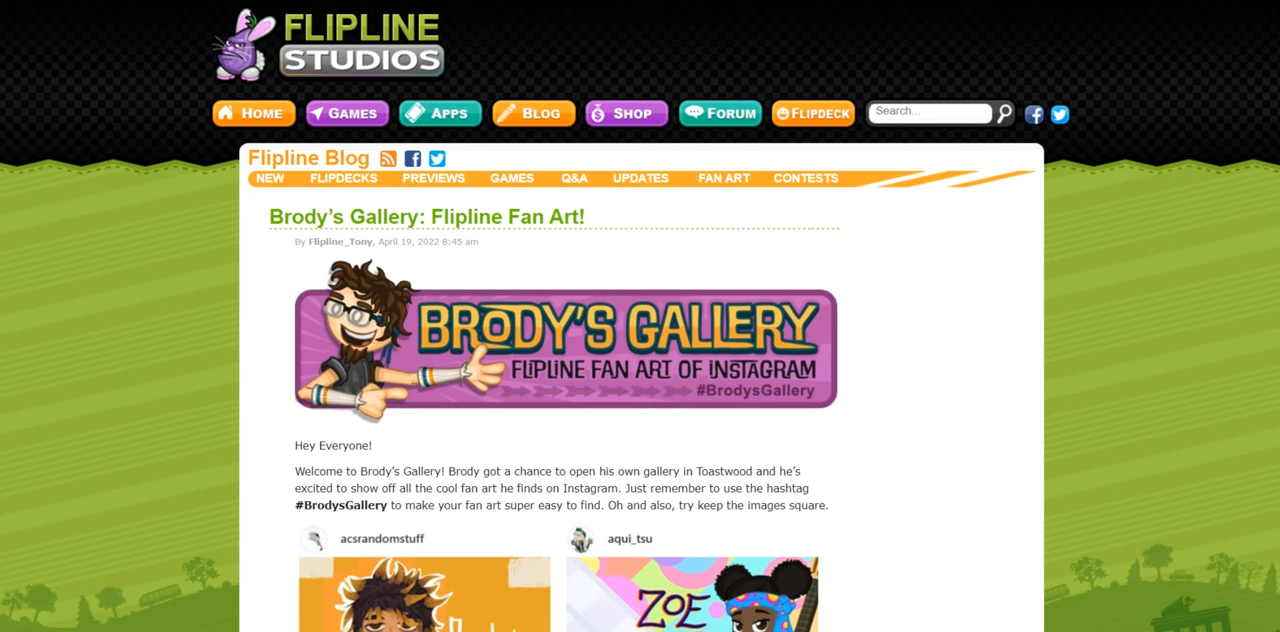 FLIPLINE
STUDIOS
HOME GAMES APPS BLOG SHOP FORUM FLIPDECK Search...
Flipline Blog
NEW FLIPDECKS PREVIEWS GAMES Q&A UPDATES FAN ART CONTESTS
Brody’s Gallery: Flipline Fan Art!
By Flipline_Tony, April 19, 2022 8:45 am
BRODY'S GALLERY
FLIPLINE FAN ART OF INSTAGRAM
#BrodysGallery
Hey Everyone!
Welcome to Brody’s Gallery! Brody got a chance to open his own gallery in Toastwood and he’s
excited to show off all the cool fan art he finds on Instagram. Just remember to use the hashtag
#BrodysGallery to make your fan art super easy to find. Oh and also, try keep the images square.
acsrandomstuff aqui_tsu
ZOE